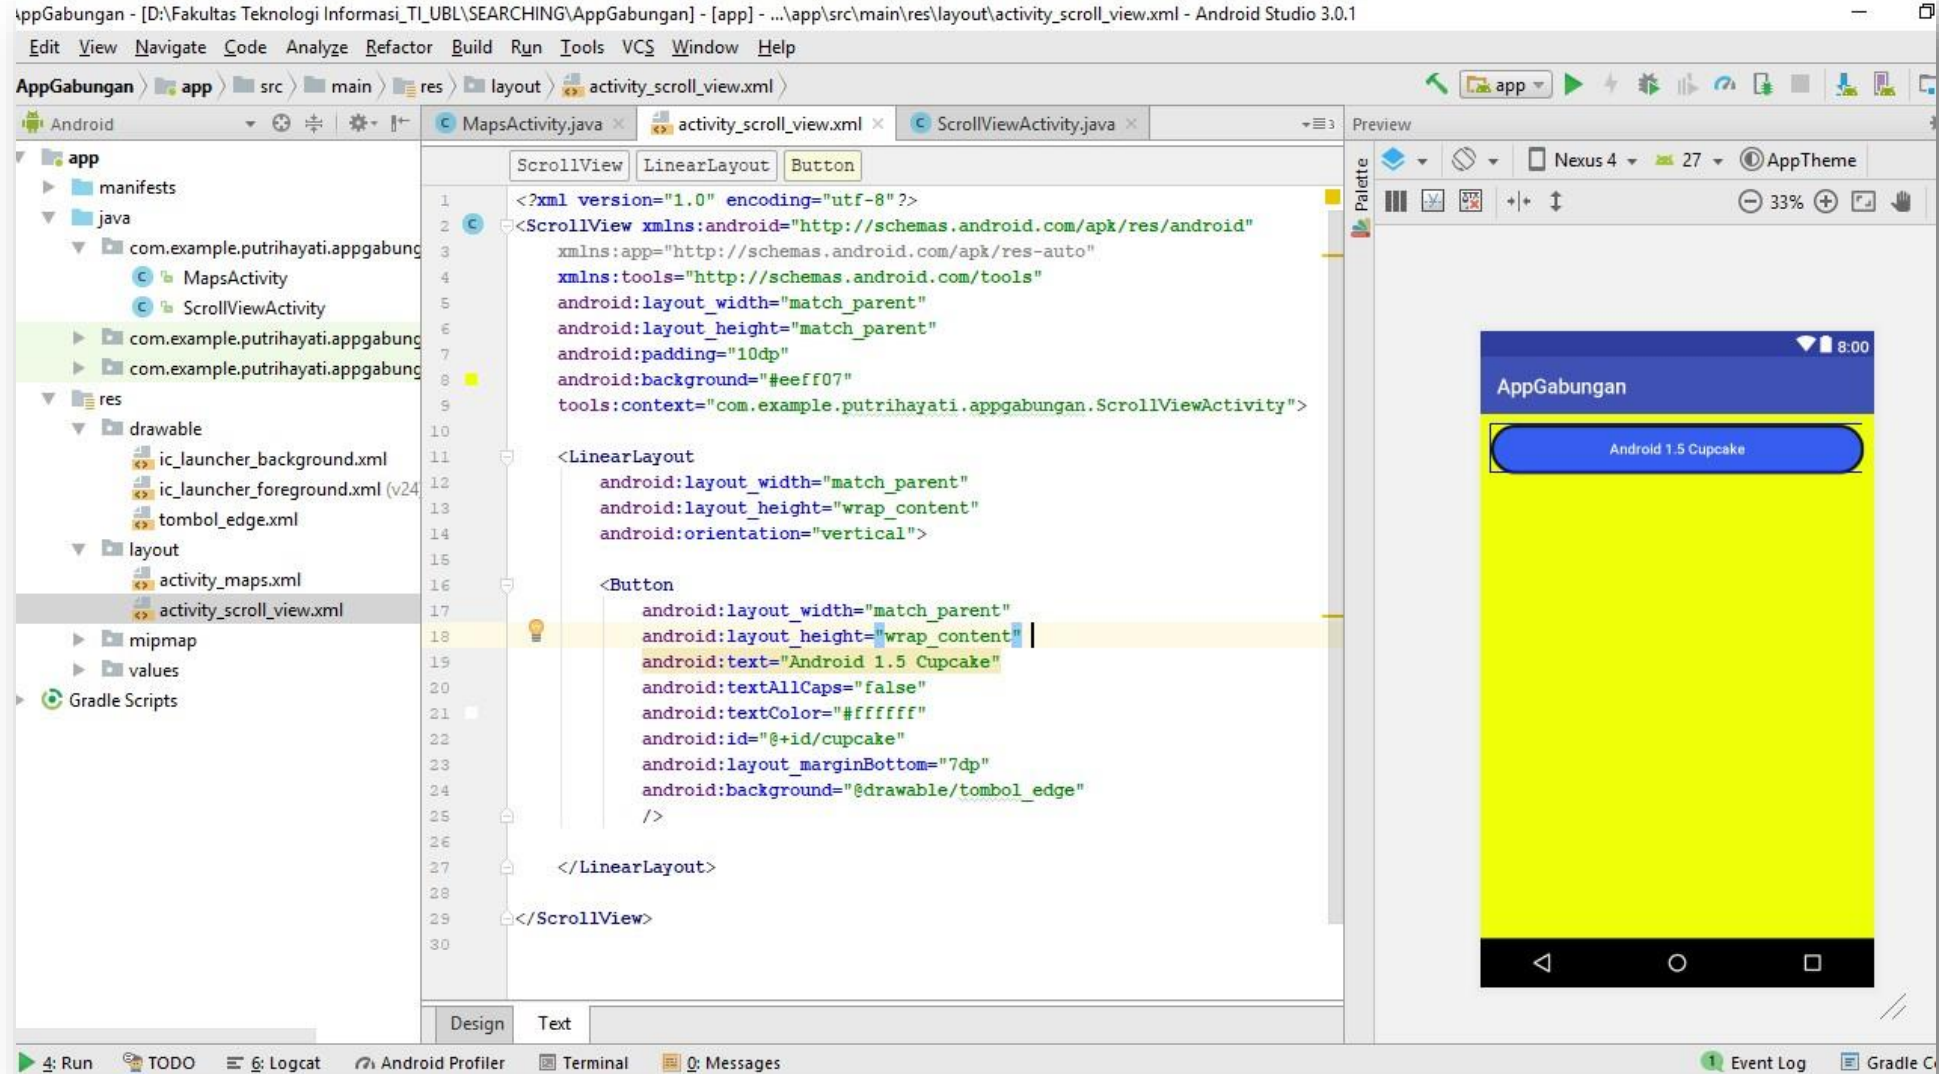 AppGabungan - [D:\Fakultas Teknologi Informasi_TI_UBL\SEARCHING\AppGabungan] - [app] - ...\app\src\main\res\layout\activity_scroll_view.xml - Android Studio 3.0.1
Edit View Navigate Code Analyze Refactor Build Run Tools VCS Window Help
AppGabungan app src main res layout activity_scroll_view.xml app
Android MapsActivity.java activity_scroll_view.xml ScrollViewActivity.java 3 Preview
app
manifests
java
com.example.putrihayati.appgabung
MapsActivity
ScrollViewActivity
com.example.putrihayati.appgabung
com.example.putrihayati.appgabung
res
drawable
ic_launcher_background.xml
ic_launcher_foreground.xml (v24
tombol_edge.xml
layout
activity_maps.xml
activity_scroll_view.xml
mipmap
values
Gradle Scripts
ScrollView LinearLayout Button
1 <?xml version="1.0" encoding="utf-8"?>
2 <ScrollView xmlns:android="http://schemas.android.com/apk/res/android"
3 xmlns:app="http://schemas.android.com/apk/res-auto"
4 xmlns:tools="http://schemas.android.com/tools"
5 android:layout_width="match_parent"
6 android:layout_height="match_parent"
7 android:padding="10dp"
8 android:background="#eeff07"
9 tools:context="com.example.putrihayati.appgabungan.ScrollViewActivity">
10
11 <LinearLayout
12 android:layout_width="match_parent"
13 android:layout_height="wrap_content"
14 android:orientation="vertical">
15
16 <Button
17 android:layout_width="match_parent"
18 android:layout_height="wrap_content"
19 android:text="Android 1.5 Cupcake"
20 android:textAllCaps="false"
21 android:textColor="#ffffff"
22 android:id="@+id/cupcake"
23 android:layout_marginBottom="7dp"
24 android:background="@drawable/tombol_edge"
25 />
26
27 </LinearLayout>
28
29 </ScrollView>
30
Design Text
Palette
Nexus 4 27 AppTheme
33%
8:00
AppGabungan
Android 1.5 Cupcake
4: Run TODO 6: Logcat Android Profiler Terminal 0: Messages 1 Event Log Gradle